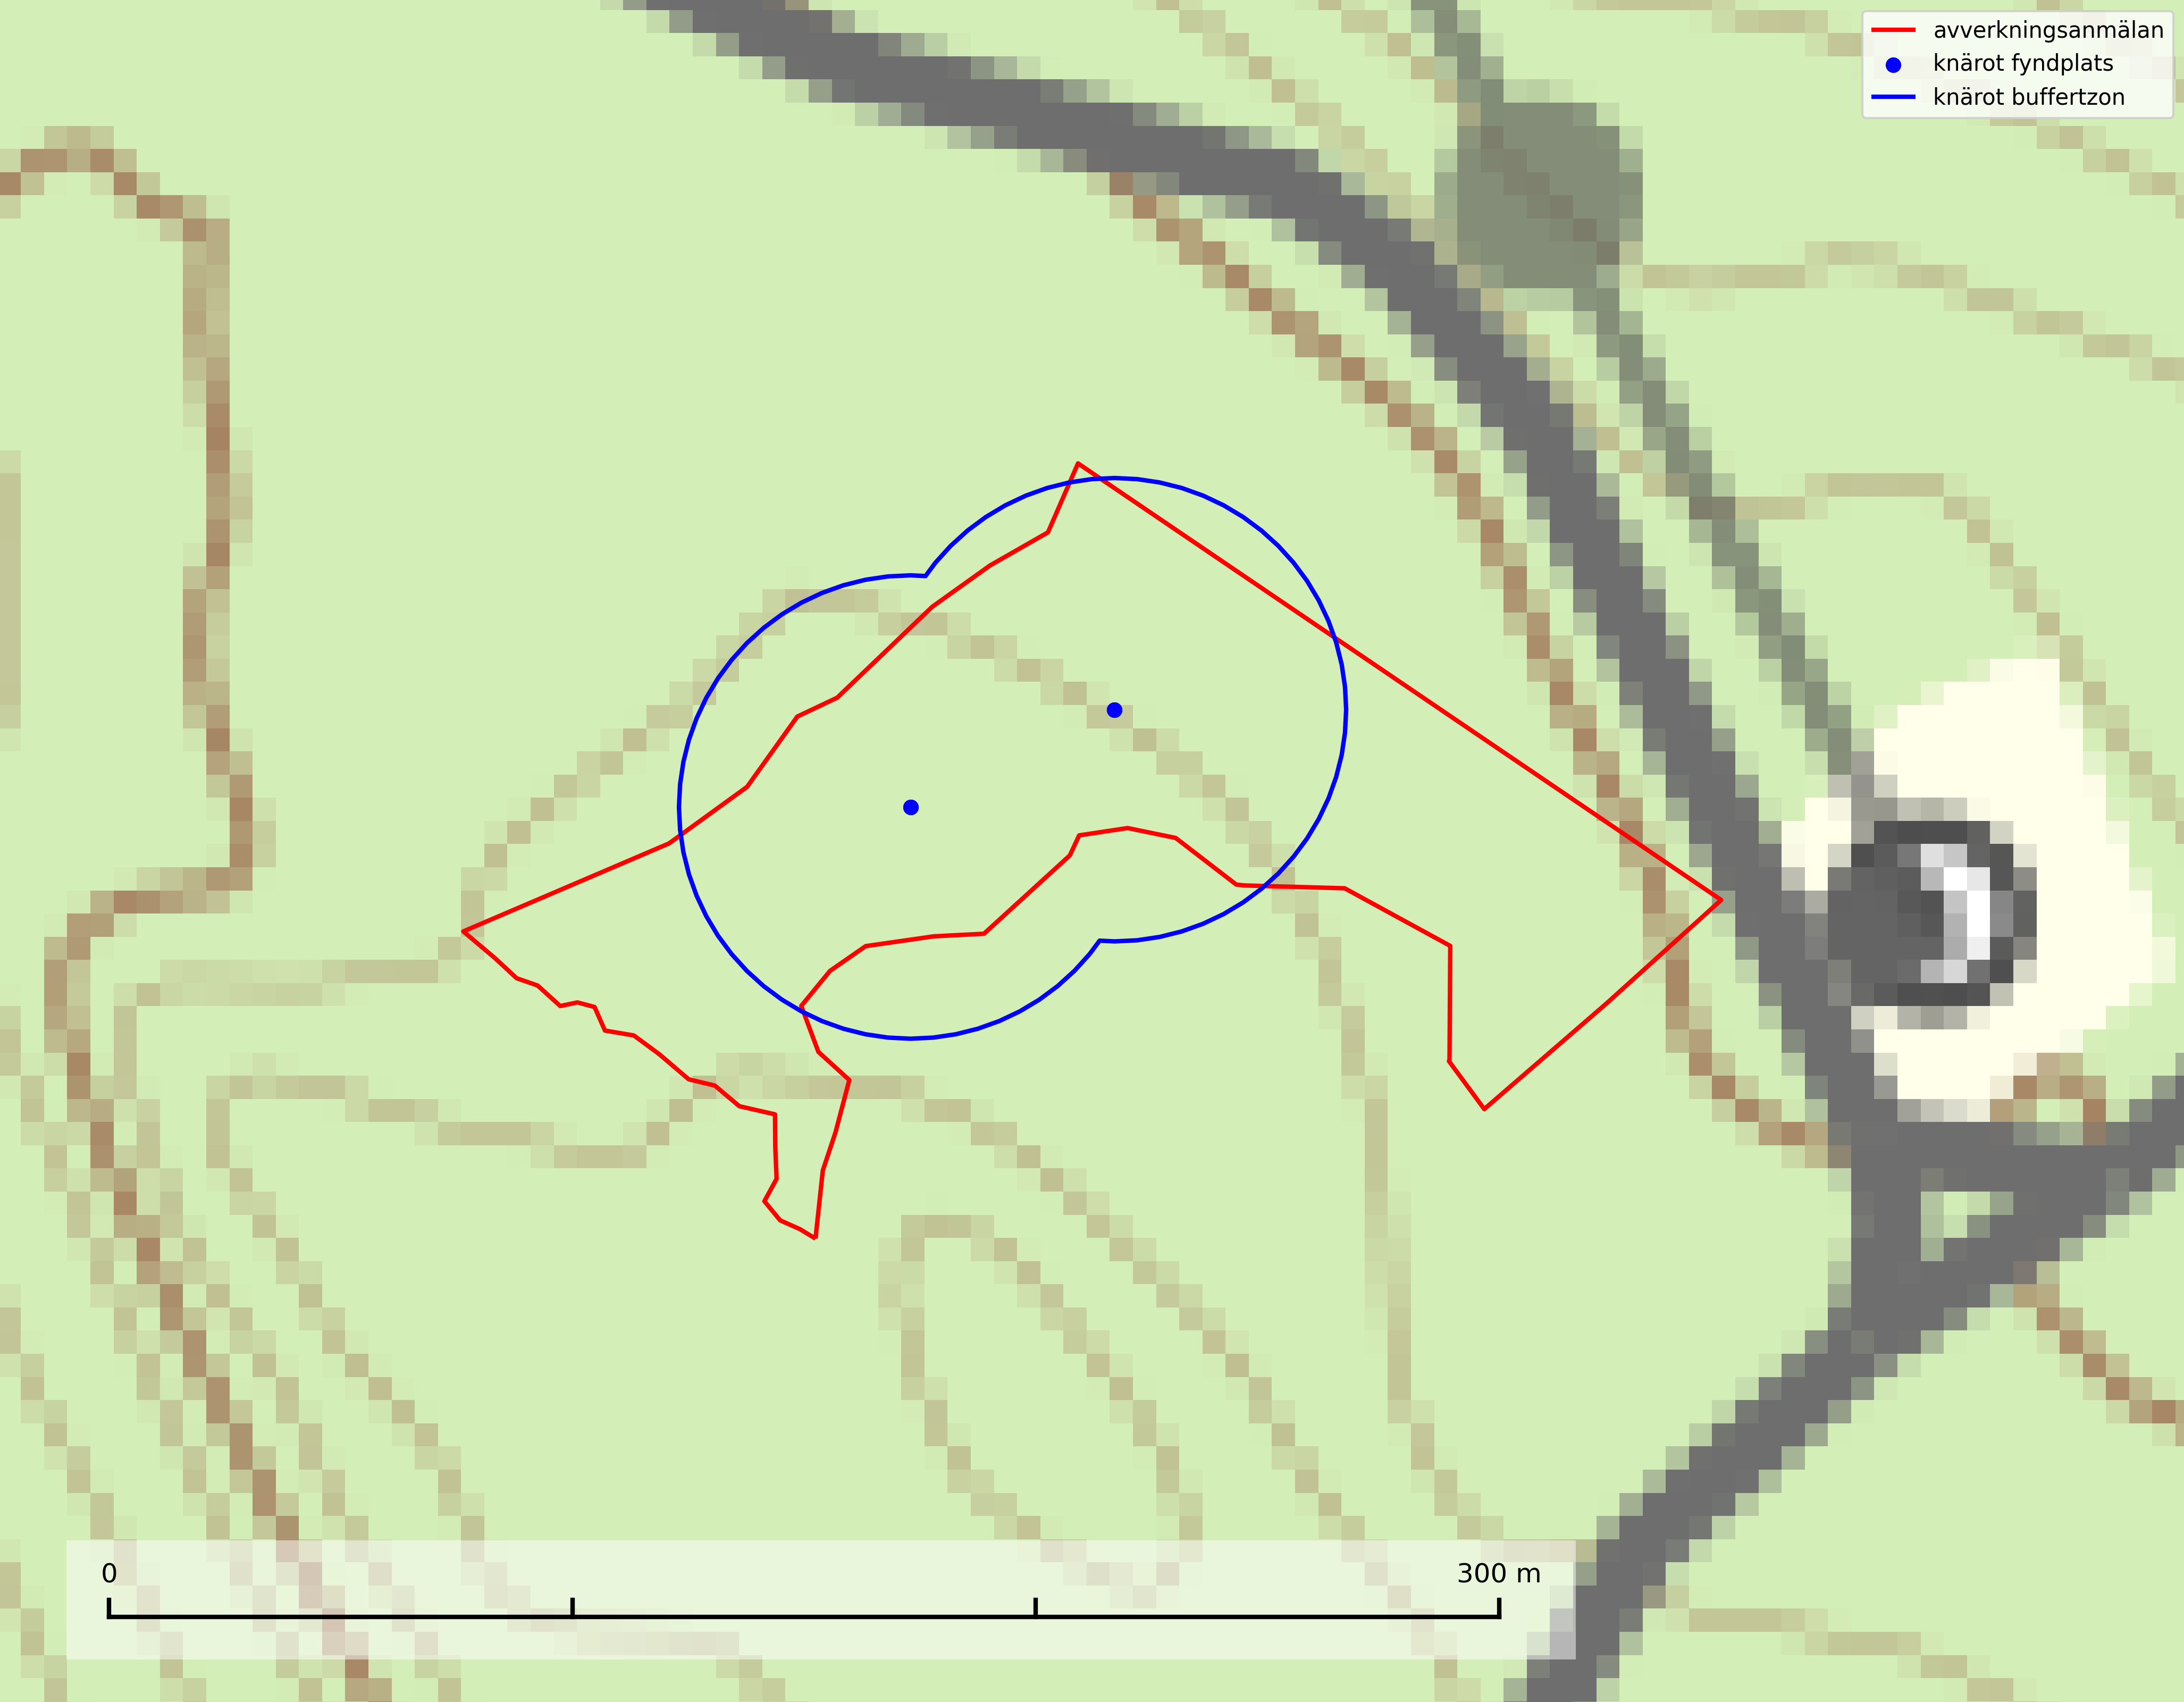 avverkningsanmälan
knärot fyndplats
knärot buffertzon
0
300 m